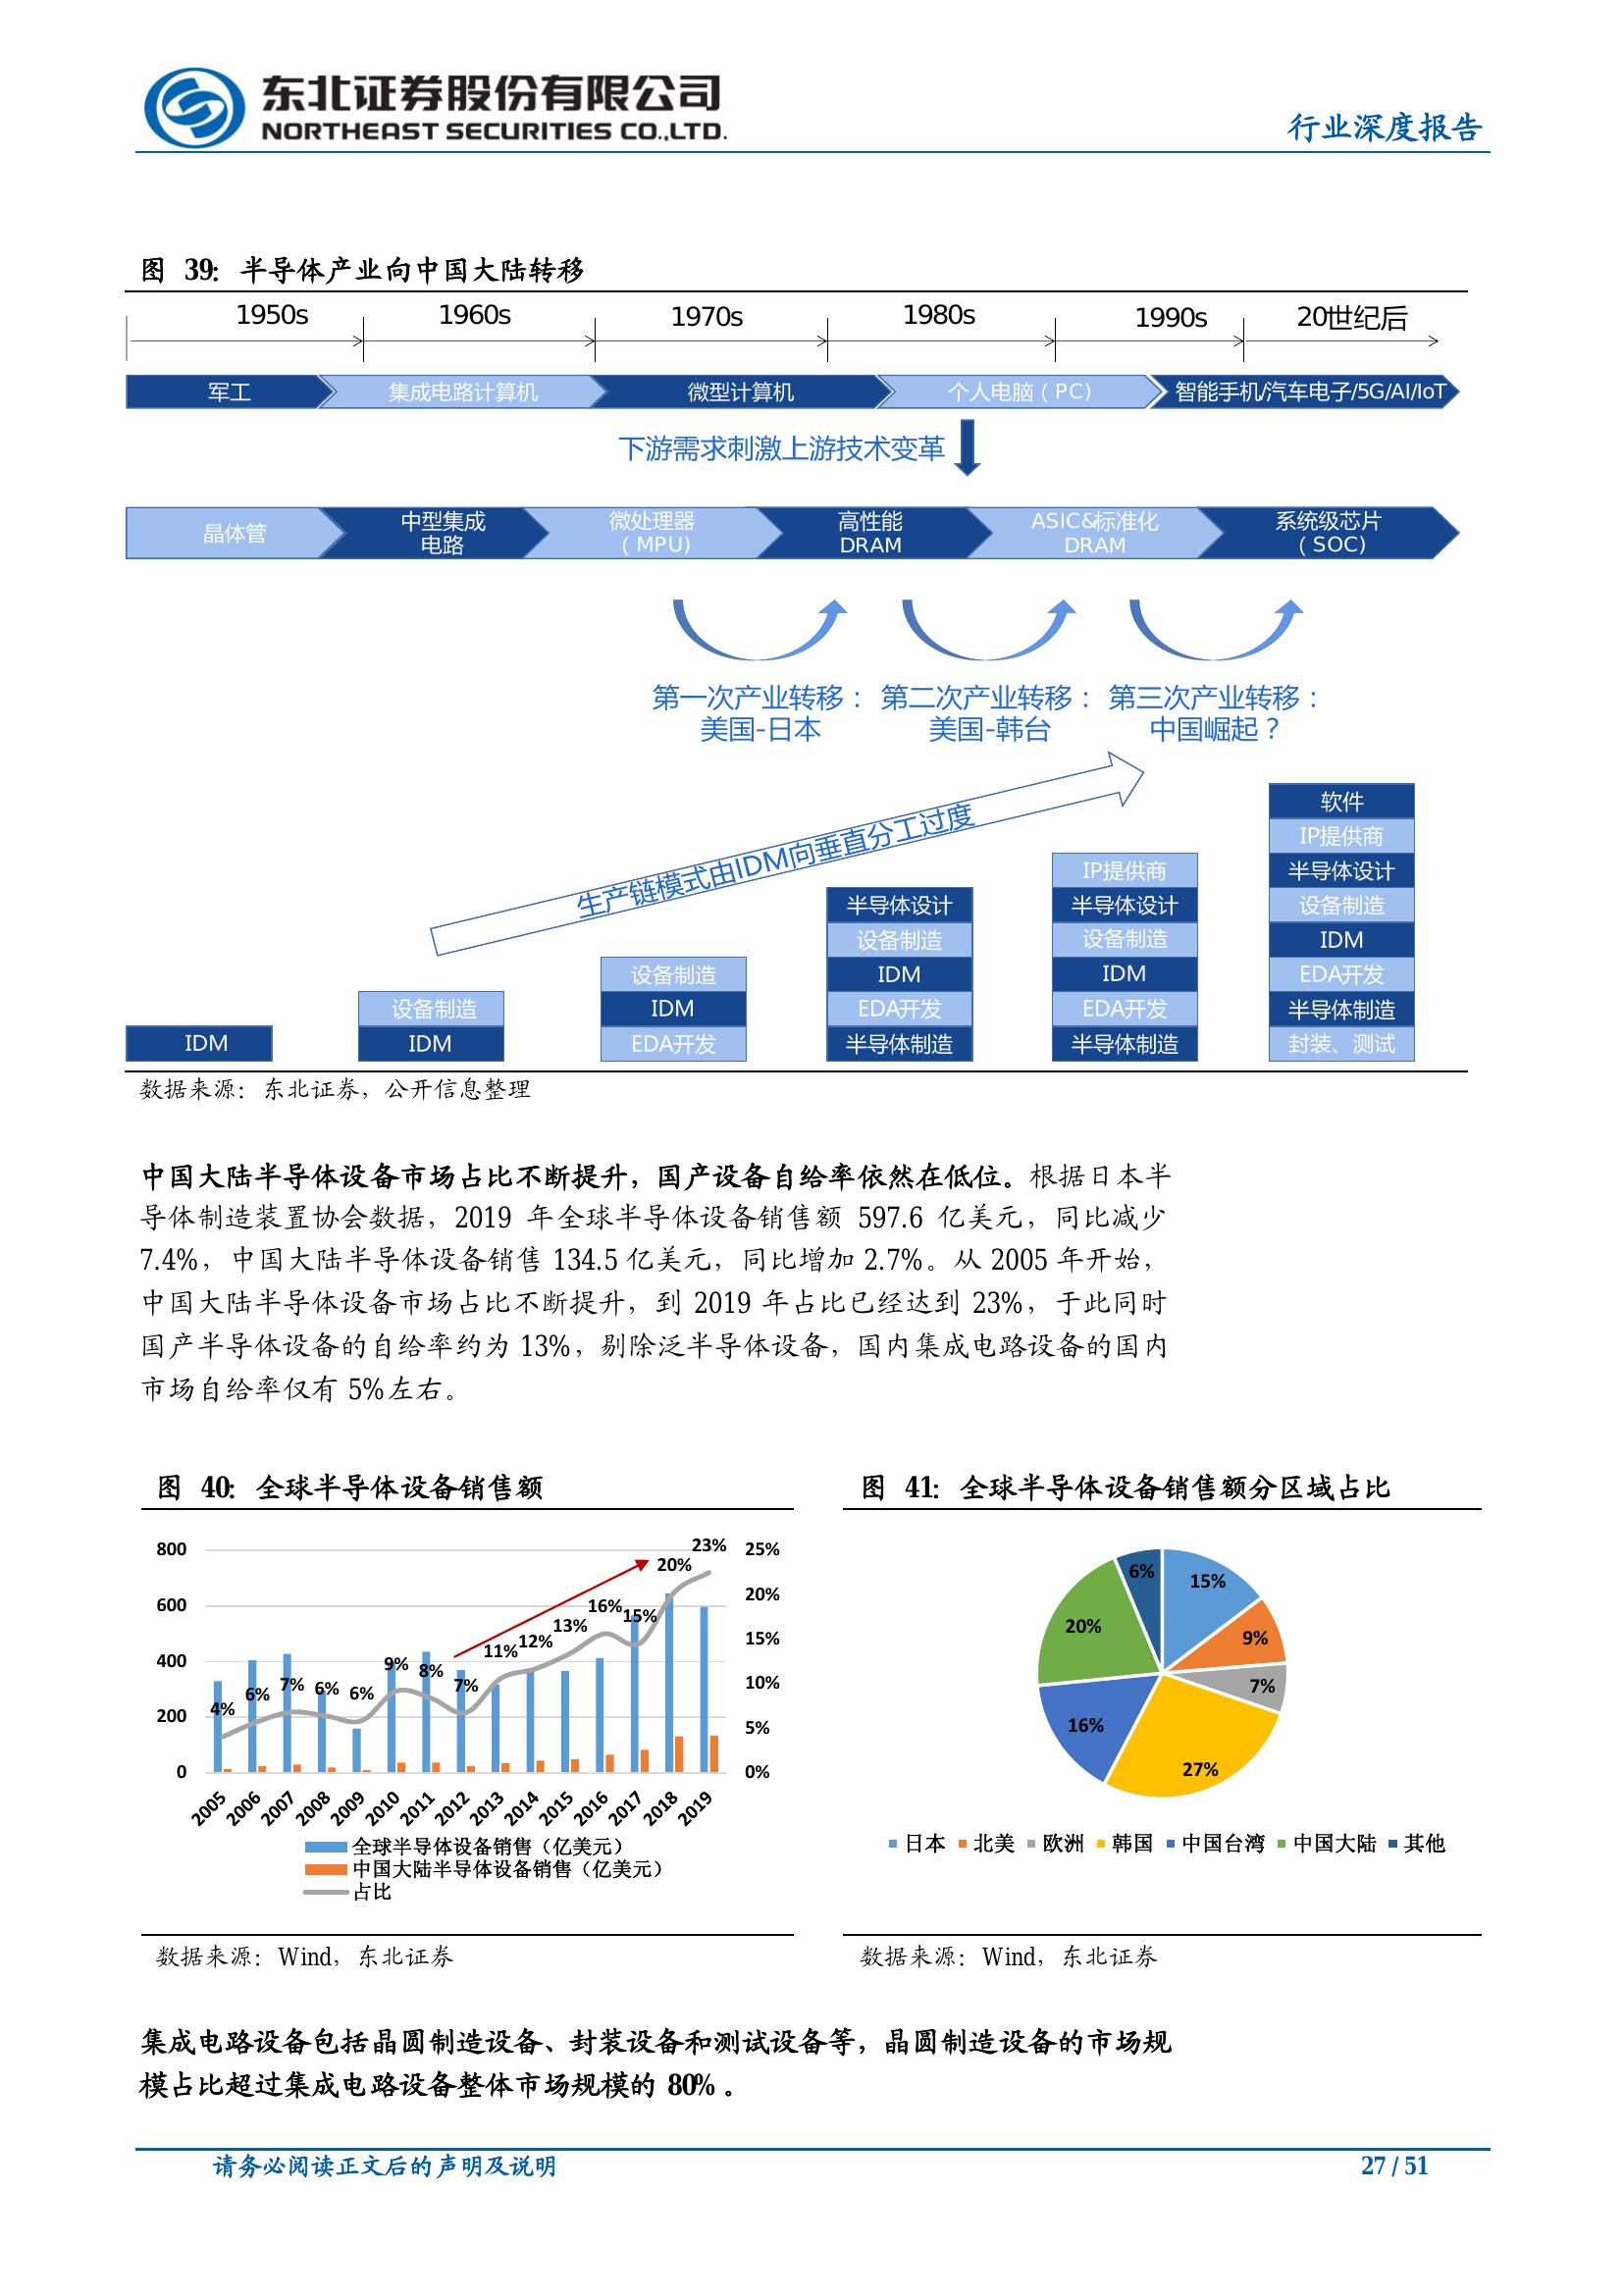 东北证券股份有限公司
NORTHEAST SECURITIES CO.,LTD.
行业深度报告
图 39：半导体产业向中国大陆转移
1950s 1960s 1970s 1980s 1990s 20世纪后
军工 集成电路计算机 微型计算机 个人电脑（PC） 智能手机/汽车电子/5G/AI/IoT
下游需求刺激上游技术变革
晶体管
中型集成
电路
微处理器
（MPU）
高性能
DRAM
ASIC&标准化
DRAM
系统级芯片
（SOC）
第一次产业转移：
美国-日本
第二次产业转移：
美国-韩台
第三次产业转移：
中国崛起？
生产链模式由IDM向垂直分工过度
IDM
设备制造
IDM
设备制造
IDM
EDA开发
半导体设计
设备制造
IDM
EDA开发
半导体制造
IP提供商
半导体设计
设备制造
IDM
EDA开发
半导体制造
软件
IP提供商
半导体设计
设备制造
IDM
EDA开发
半导体制造
封装、测试
数据来源：东北证券，公开信息整理
中国大陆半导体设备市场占比不断提升，国产设备自给率依然在低位。根据日本半
导体制造装置协会数据，2019 年全球半导体设备销售额 597.6 亿美元，同比减少
7.4%，中国大陆半导体设备销售 134.5 亿美元，同比增加 2.7%。从 2005 年开始，
中国大陆半导体设备市场占比不断提升，到 2019 年占比已经达到 23%，于此同时
国产半导体设备的自给率约为 13%，剔除泛半导体设备，国内集成电路设备的国内
市场自给率仅有 5%左右。
图 40：全球半导体设备销售额
800
600
400
200
0
4% 6% 7% 6% 6% 9% 8% 7% 11% 12% 13% 16% 15% 20% 23%
25%
20%
15%
10%
5%
0%
2005 2006 2007 2008 2009 2010 2011 2012 2013 2014 2015 2016 2017 2018 2019
全球半导体设备销售（亿美元）
中国大陆半导体设备销售（亿美元）
占比
数据来源：Wind，东北证券
图 41：全球半导体设备销售额分区域占比
15%
9%
7%
27%
16%
20%
6%
日本 北美 欧洲 韩国 中国台湾 中国大陆 其他
数据来源：Wind，东北证券
集成电路设备包括晶圆制造设备、封装设备和测试设备等，晶圆制造设备的市场规
模占比超过集成电路设备整体市场规模的 80%。
请务必阅读正文后的声明及说明
27 / 51